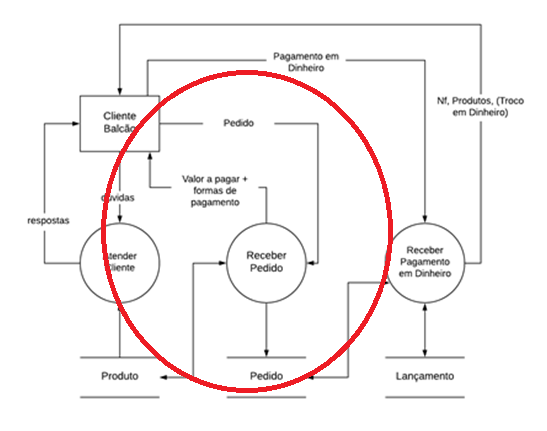 Pagamento em
Dinheiro
Cliente
Balcão
Pedido
Nf, Produtos, (Troco
em Dinheiro)
Valor a pagar +
formas de
pagamento
dúvidas
respostas
Atender
Cliente
Receber
Pedido
Receber
Pagamento
em Dinheiro
Produto
Pedido
Lançamento